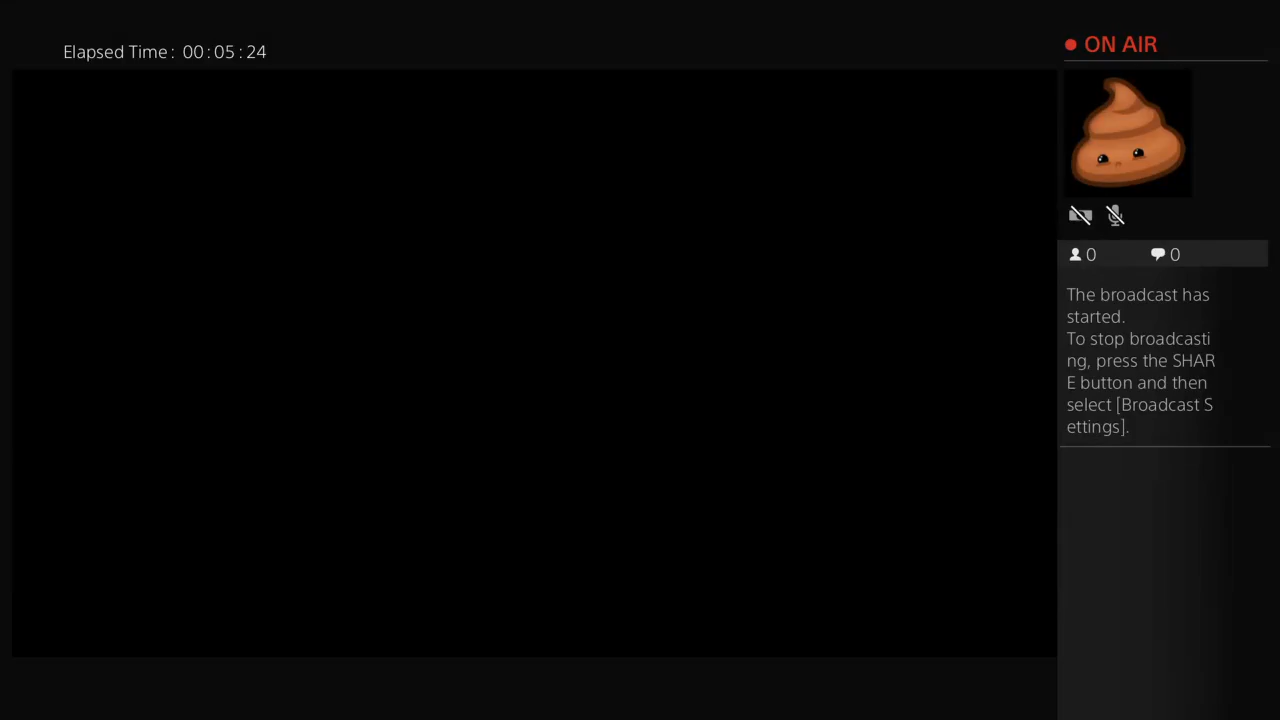 Elapsed Time: 00:05:24
ON AIR
0 0
The broadcast has
started.
To stop broadcasti
ng, press the SHAR
E button and then
select [Broadcast S
ettings].